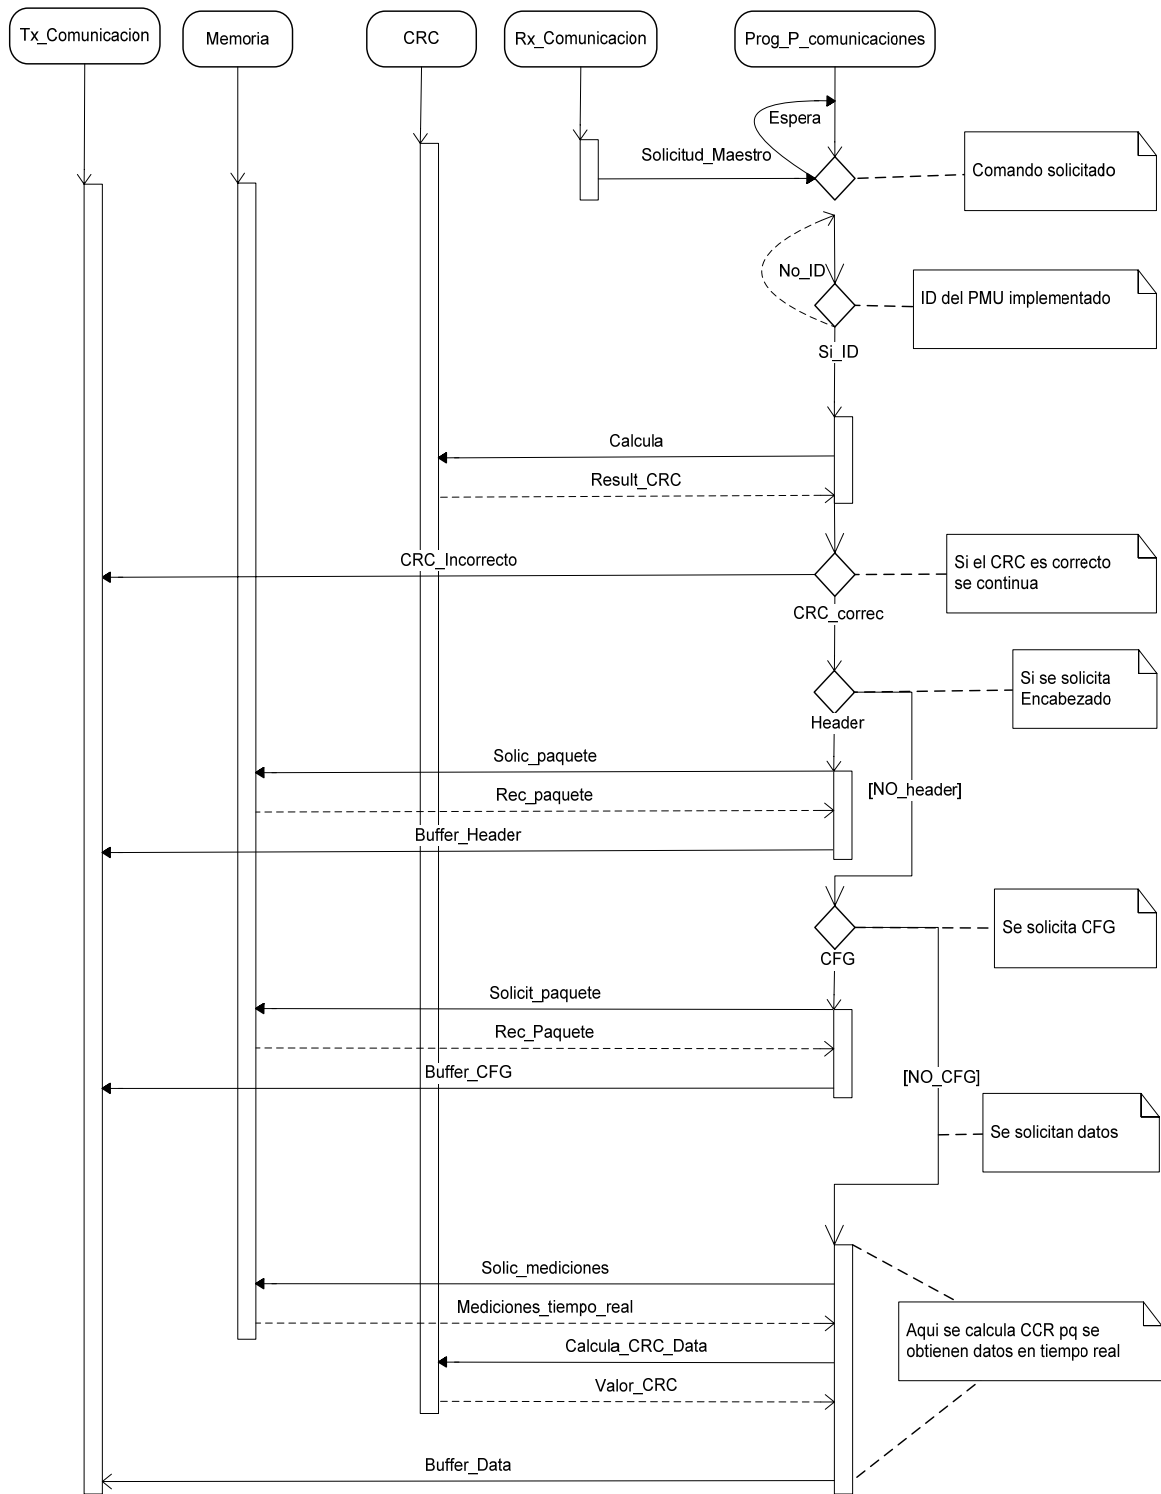 Tx_Comunicacion
Memoria
CRC
Rx_Comunicacion
Prog_P_comunicaciones
Espera
Solicitud_Maestro
Comando solicitado
No_ID
ID del PMU implementado
Si_ID
Calcula
Result_CRC
CRC_Incorrecto
Si el CRC es correcto
se continua
CRC_correc
Si se solicita
Encabezado
Header
Solic_paquete
[NO_header]
Rec_paquete
Buffer_Header
Se solicita CFG
CFG
Solicit_paquete
Rec_Paquete
Buffer_CFG
[NO_CFG]
Se solicitan datos
Solic_mediciones
Mediciones_tiempo_real
Aqui se calcula CCR pq se
obtienen datos en tiempo real
Calcula_CRC_Data
Valor_CRC
Buffer_Data